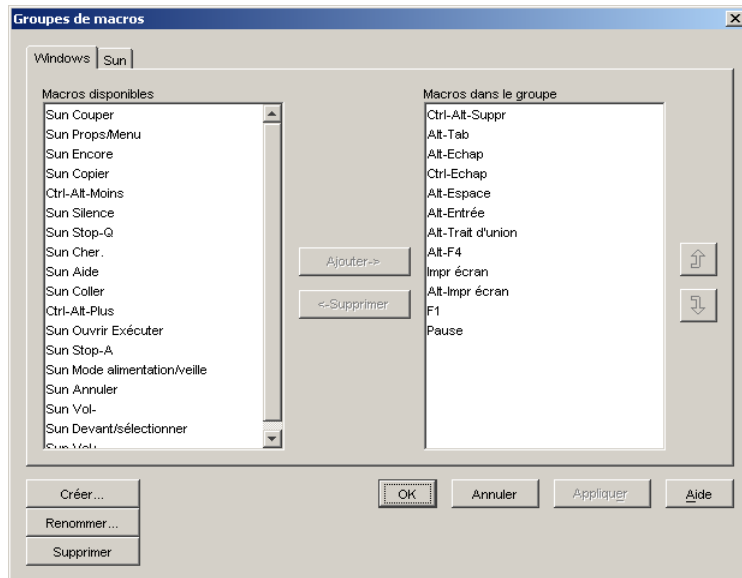 Groupes de macros
Windows
Sun
Macros disponibles
Sun Couper
Sun Props/Menu
Sun Encore
Sun Copier
Ctrl-Alt-Moins
Sun Silence
Sun Stop-Q
Sun Cher.
Sun Aide
Sun Coller
Ctrl-Alt-Plus
Sun Ouvrir Exécuter
Sun Stop-A
Sun Mode alimentation/veille
Sun Annuler
Sun Vol-
Sun Devant/sélectionner
Ajouter->
<-Supprimer
Macros dans le groupe
Ctrl-Alt-Suppr
Alt-Tab
Alt-Echap
Ctrl-Echap
Alt-Espace
Alt-Entrée
Alt-Trait d'union
Alt-F4
Impr écran
Alt-Impr écran
F1
Pause
Créer...
Renommer...
Supprimer
OK
Annuler
Appliquer
Aide